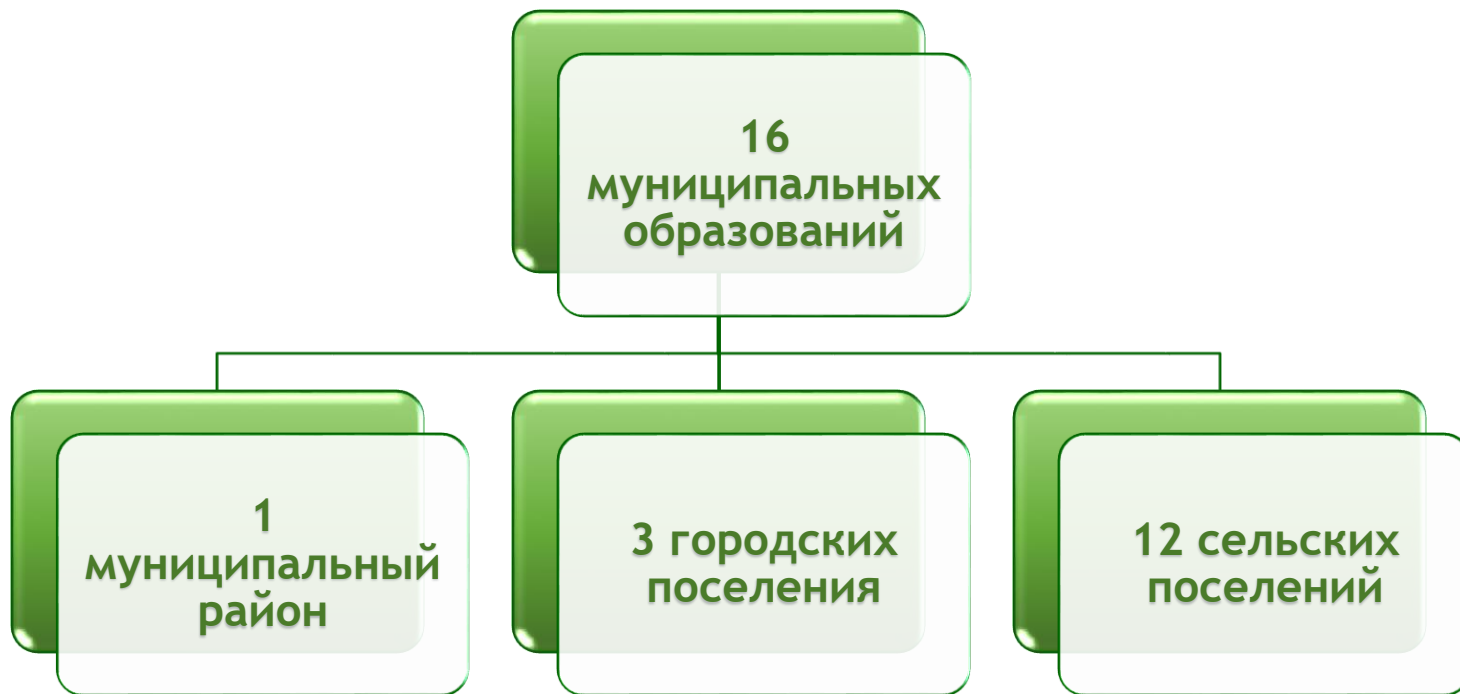 16
муниципальных
образований
1
муниципальный
район
3 городских
поселения
12 сельских
поселений